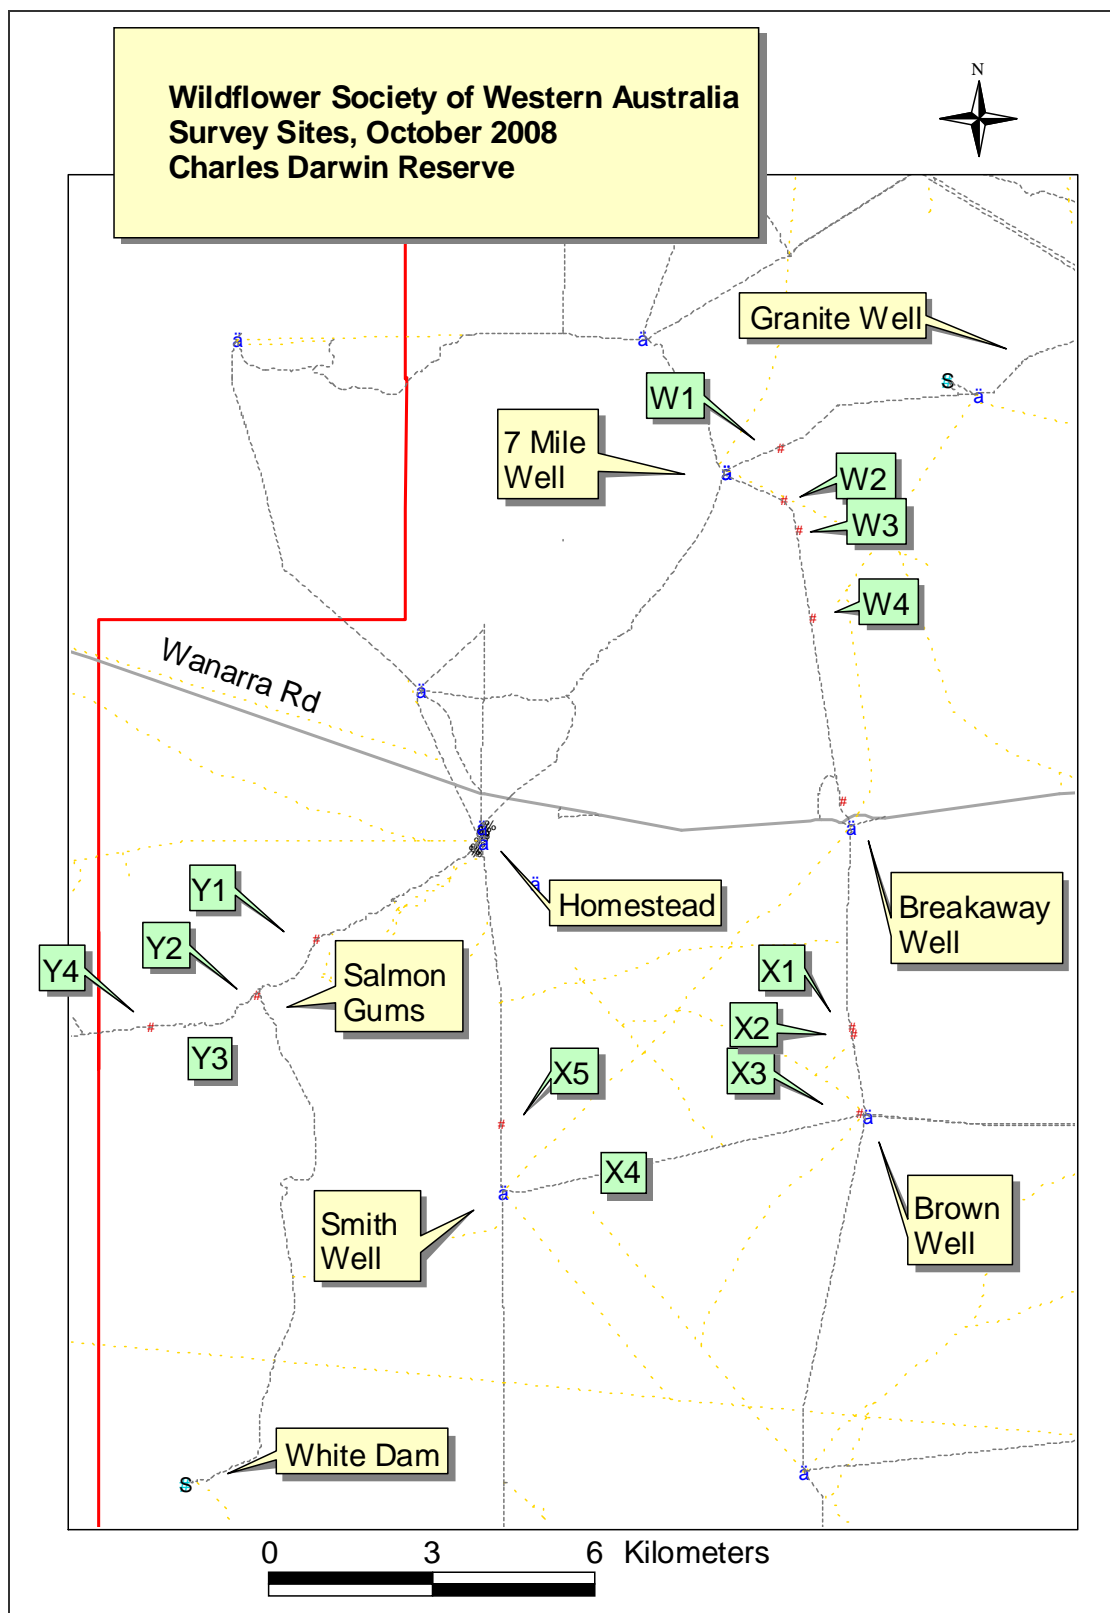 Wildflower Society of Western Australia
Survey Sites, October 2008
Charles Darwin Reserve
N
Granite Well
W1
7 Mile
Well
W2
W3
W4
Wanarra Rd
Y1
Homestead
Breakaway
Well
Y2
Y4
Salmon
Gums
X1
X2
Y3
X5
X3
X4
Smith
Well
Brown
Well
White Dam
0 3 6 Kilometers